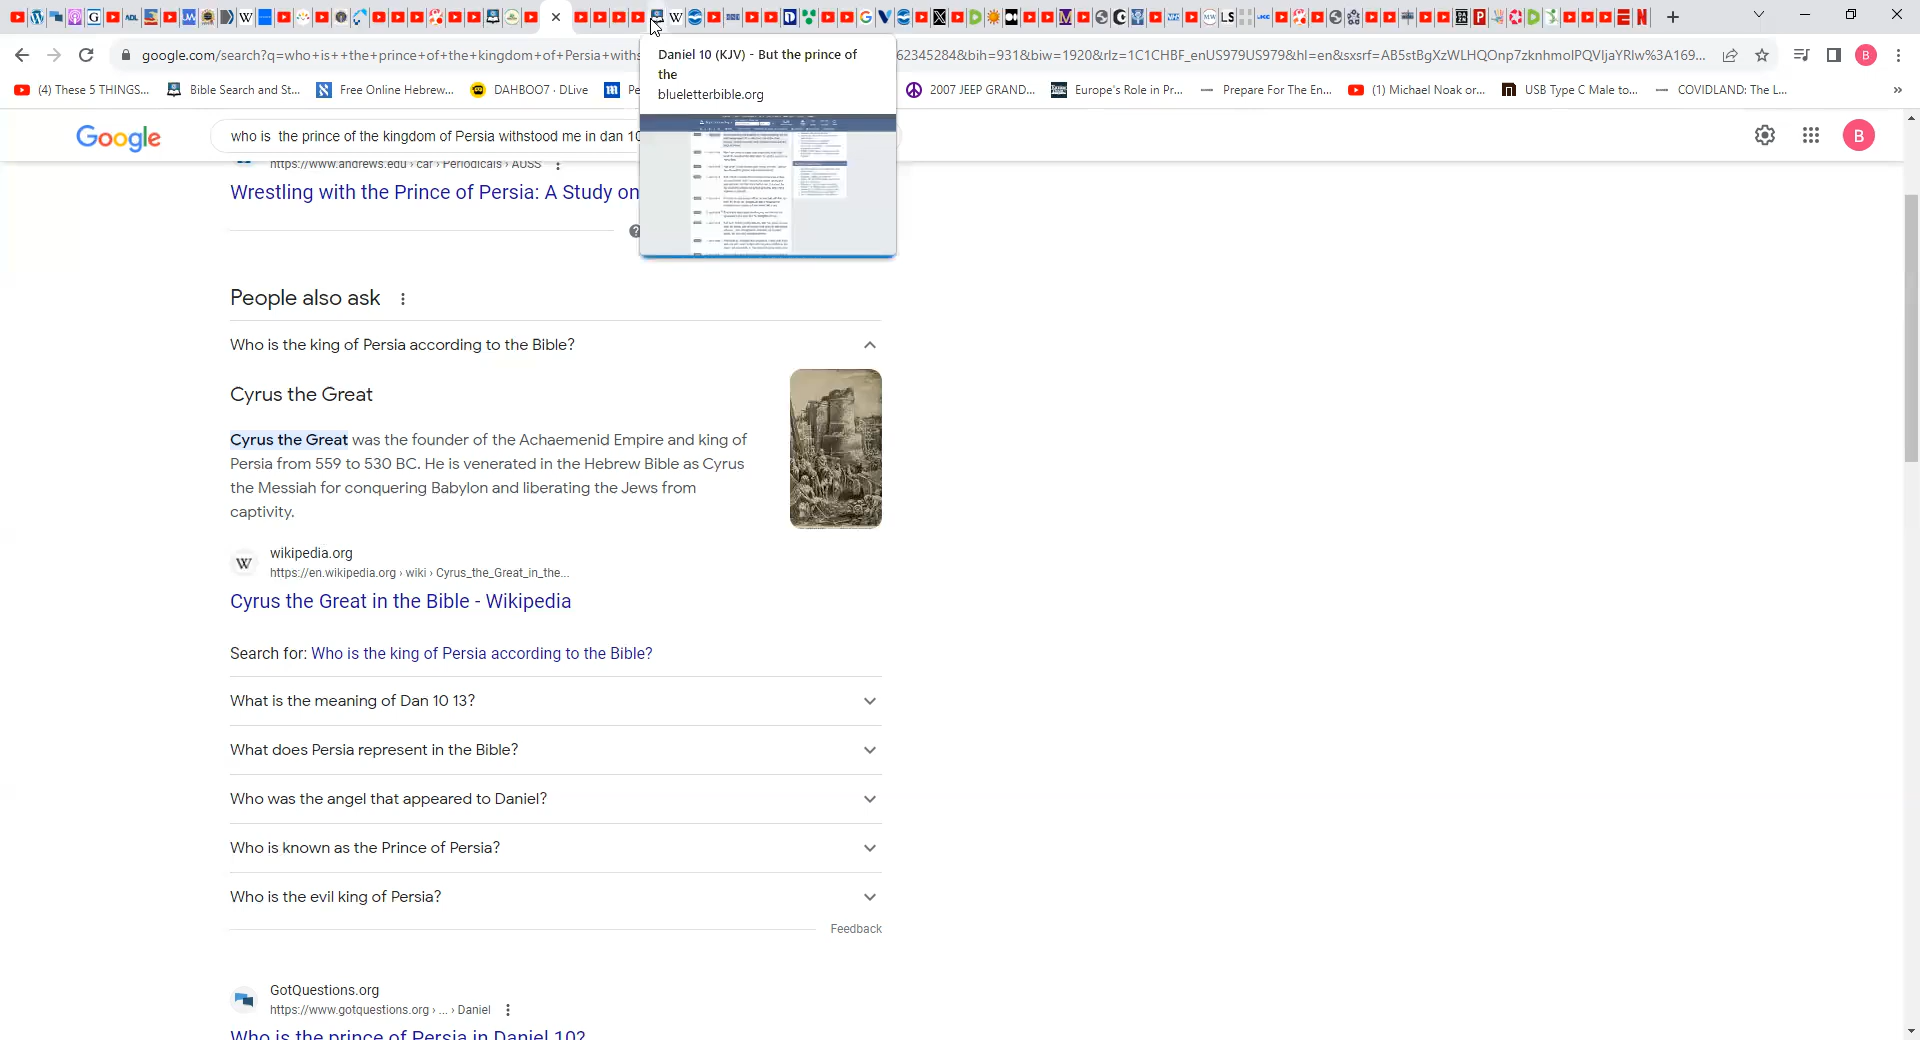 google.com/search?q=who+is++the+prince+of+the+kingdom+of+Persia+withs
62345284&bih=931&biw=1920&rlz=1C1CHBF_enUS979US979&hl=en&sxsrf=AB5stBgXzWLHQOnp7zknhmolPQVIjaYRlw%3A169...
B
Daniel 10 (KJV) - But the prince of
the
blueletterbible.org
(4) These 5 THINGS...
Bible Search and St...
Free Online Hebrew...
DAHBOO7 · DLive
Pe
2007 JEEP GRAND...
Europe's Role in Pr...
Prepare For The En...
(1) Michael Noak or...
USB Type C Male to...
COVIDLAND: The L...
»
Google
who is  the prince of the kingdom of Persia withstood me in dan 10
B
https://www.andrews.edu › car › Periodicals › AUSS
Wrestling with the Prince of Persia: A Study on
People also ask
Who is the king of Persia according to the Bible?
Cyrus the Great
Cyrus the Great was the founder of the Achaemenid Empire and king of
Persia from 559 to 530 BC. He is venerated in the Hebrew Bible as Cyrus
the Messiah for conquering Babylon and liberating the Jews from
captivity.
W
wikipedia.org
https://en.wikipedia.org › wiki › Cyrus_the_Great_in_the...
Cyrus the Great in the Bible - Wikipedia
Search for: Who is the king of Persia according to the Bible?
What is the meaning of Dan 10 13?
What does Persia represent in the Bible?
Who was the angel that appeared to Daniel?
Who is known as the Prince of Persia?
Who is the evil king of Persia?
Feedback
GotQuestions.org
https://www.gotquestions.org › ... › Daniel
Who is the prince of Persia in Daniel 10?